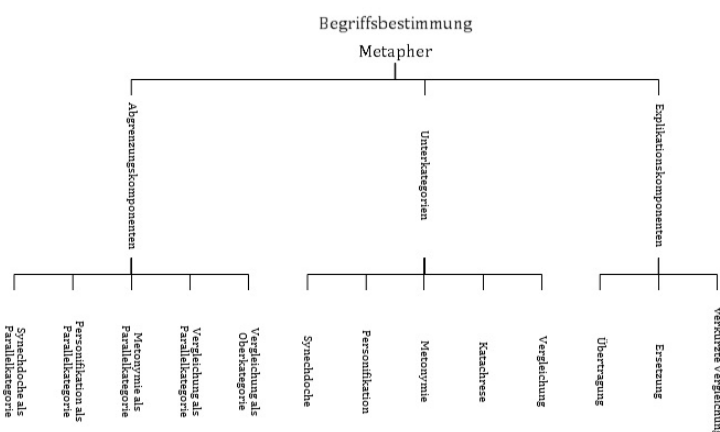 Begriffsbestimmung
Metapher
Abgrenzungskomponenten
Unterkategorien
Explikationskomponenten
Synechdoche als
Parallelkategorie
Personifikation als
Parallelkategorie
Metonymie als
Parallelkategorie
Vergleichung als
Parallelkategorie
Vergleichung als
Oberkategorie
Synechdoche
Personifikation
Metonymie
Katachrese
Vergleichung
Übertragung
Ersetzung
Verkürzte Vergleichung